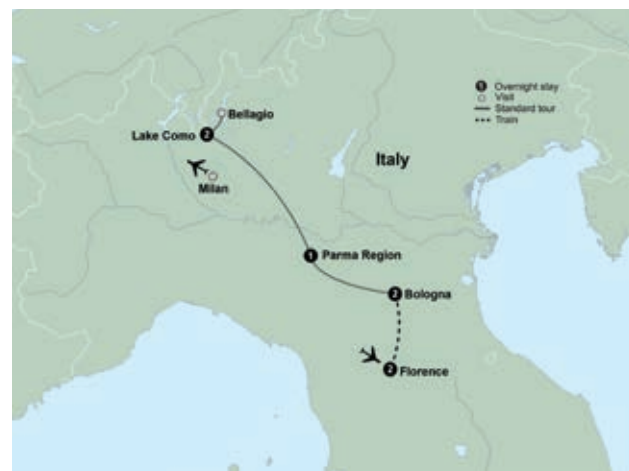 1 Overnight stay
Visit
Standard tour
Train
Bellagio
Lake Como 2
Italy
Milan
1 Parma Region
2 Bologna
2 Florence